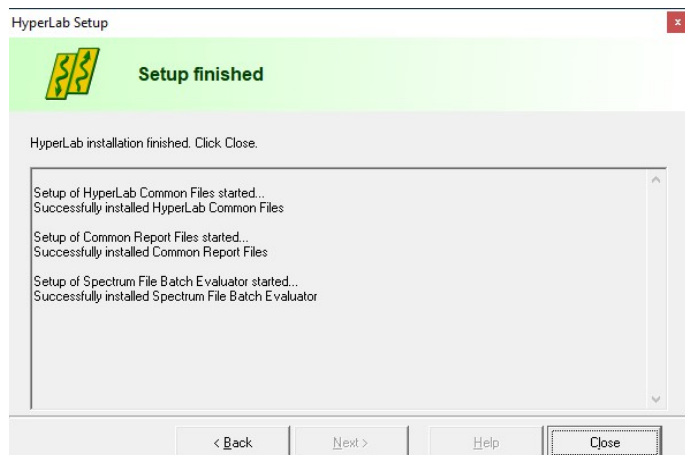 HyperLab Setup
x
Setup finished
HyperLab installation finished. Click Close.
Setup of HyperLab Common Files started...
Successfully installed HyperLab Common Files
Setup of Common Report Files started...
Successfully installed Common Report Files
Setup of Spectrum File Batch Evaluator started...
Successfully installed Spectrum File Batch Evaluator
< Back Next > Help Close